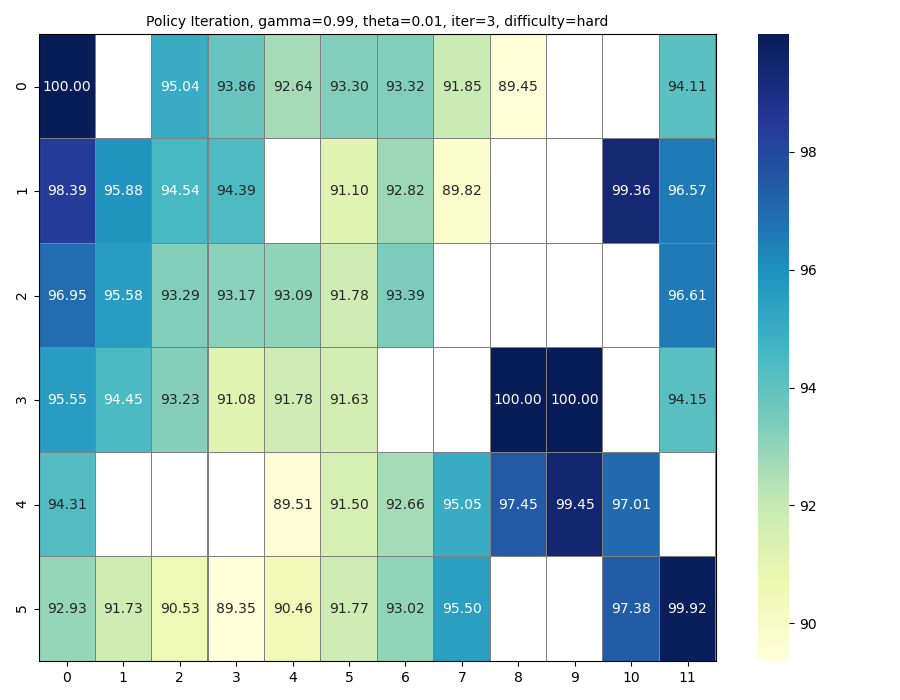 Policy Iteration, gamma=0.99, theta=0.01, iter=3, difficulty=hard
0 100.00 95.04 93.86 92.64 93.30 93.32 91.85 89.45 94.11
1 98.39 95.88 94.54 94.39 91.10 92.82 89.82 99.36 96.57
2 96.95 95.58 93.29 93.17 93.09 91.78 93.39 96.61
3 95.55 94.45 93.23 91.08 91.78 91.63 100.00 100.00 94.15
4 94.31 89.51 91.50 92.66 95.05 97.45 99.45 97.01
5 92.93 91.73 90.53 89.35 90.46 91.77 93.02 95.50 97.38 99.92
0 1 2 3 4 5 6 7 8 9 10 11
98
96
94
92
90